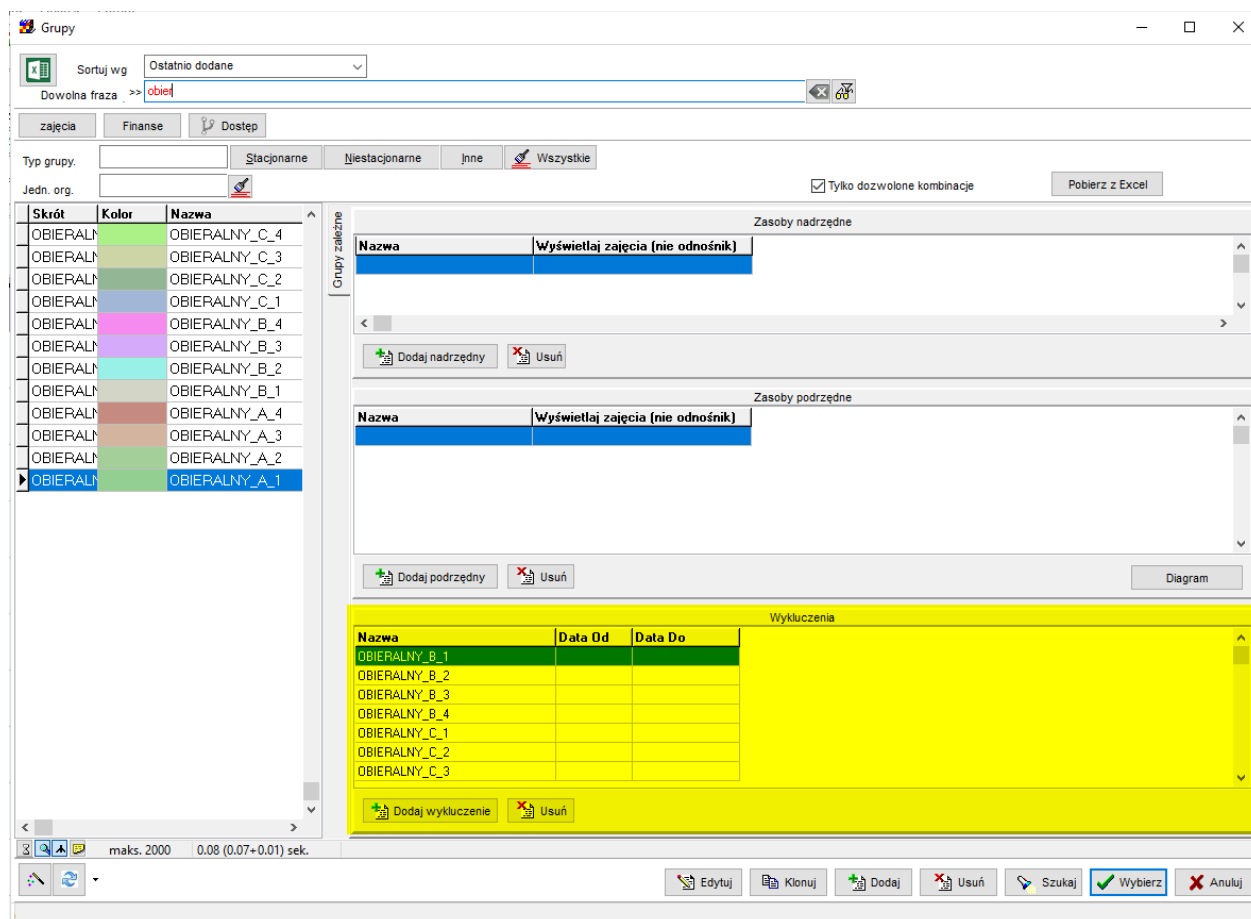 Grupy
Sortuj wg Ostatnio dodane
Dowolna fraza >> obier
zajęcia Finanse Dostęp
Typ grupy. Stacjonarne Niestacjonarne Inne Wszystkie
Jedn. org. Tylko dozwolone kombinacje Pobierz z Excel
Skrót Kolor Nazwa
OBIERALN OBIERALNY_C_4
OBIERALN OBIERALNY_C_3
OBIERALN OBIERALNY_C_2
OBIERALN OBIERALNY_C_1
OBIERALN OBIERALNY_B_4
OBIERALN OBIERALNY_B_3
OBIERALN OBIERALNY_B_2
OBIERALN OBIERALNY_B_1
OBIERALN OBIERALNY_A_4
OBIERALN OBIERALNY_A_3
OBIERALN OBIERALNY_A_2
OBIERALN OBIERALNY_A_1
Grupy zależne
Zasoby nadrzędne
Nazwa Wyświetlaj zajęcia (nie odnośnik)
Dodaj nadrzędny Usuń
Zasoby podrzędne
Nazwa Wyświetlaj zajęcia (nie odnośnik)
Dodaj podrzędny Usuń Diagram
Wykluczenia
Nazwa Data Od Data Do
OBIERALNY_B_1
OBIERALNY_B_2
OBIERALNY_B_3
OBIERALNY_B_4
OBIERALNY_C_1
OBIERALNY_C_2
OBIERALNY_C_3
Dodaj wykluczenie Usuń
maks. 2000 0.08 (0.07+0.01) sek.
Edytuj Klonuj Dodaj Usuń Szukaj Wybierz Anuluj